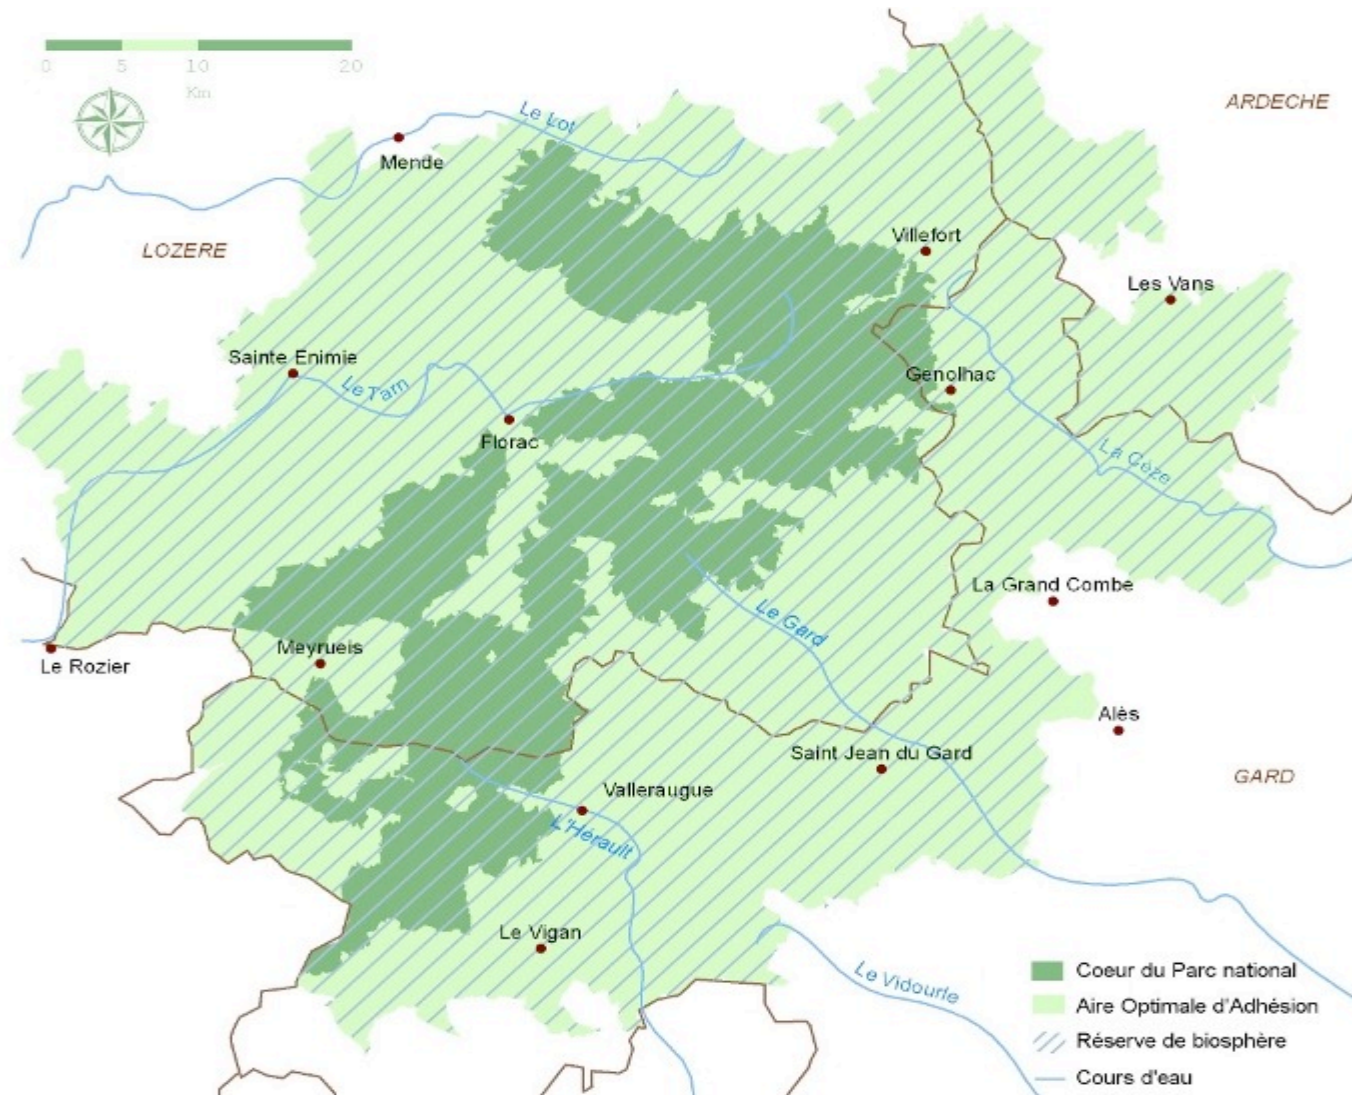 0 5 10 20
Km
ARDECHE
Le Lot
Mende
LOZERE
Villefort
Les Vans
Sainte Enimie
Le Tarn
Genolhac
Florac
La Cèze
La Grand Combe
Le Gard
Meyrueis
Le Rozier
Alès
Saint Jean du Gard
GARD
Valleraugue
L'Hérault
Le Vigan
Le Vidourle
Coeur du Parc national
Aire Optimale d'Adhésion
Réserve de biosphère
Cours d'eau